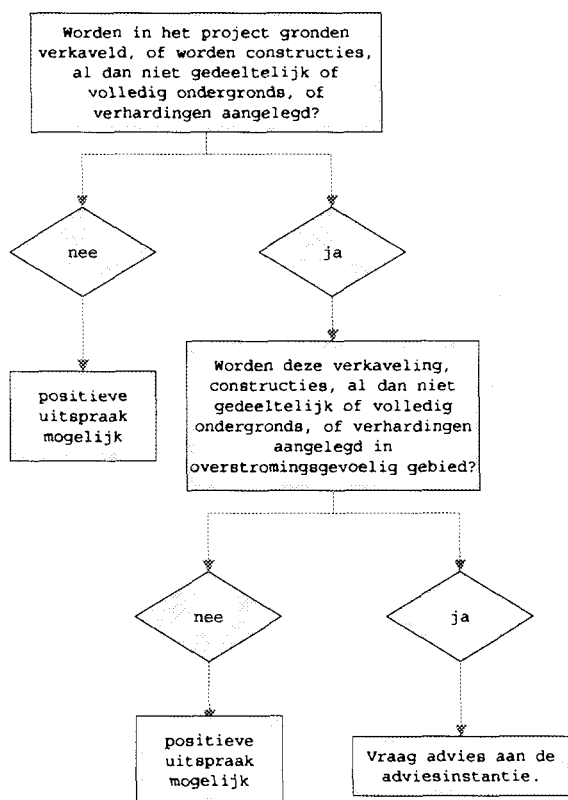 Worden in het project gronden
verkaveld, of worden constructies,
al dan niet gedeeltelijk of
volledig ondergronds, of
verhardingen aangelegd?
nee
ja
positieve
uitspraak
mogelijk
Worden deze verkaveling,
constructies, al dan niet
gedeeltelijk of volledig
ondergronds, of verhardingen
aangelegd in
overstromingsgevoelig gebied?
nee
ja
positieve
uitspraak
mogelijk
Vraag advies aan de
adviesinstantie.